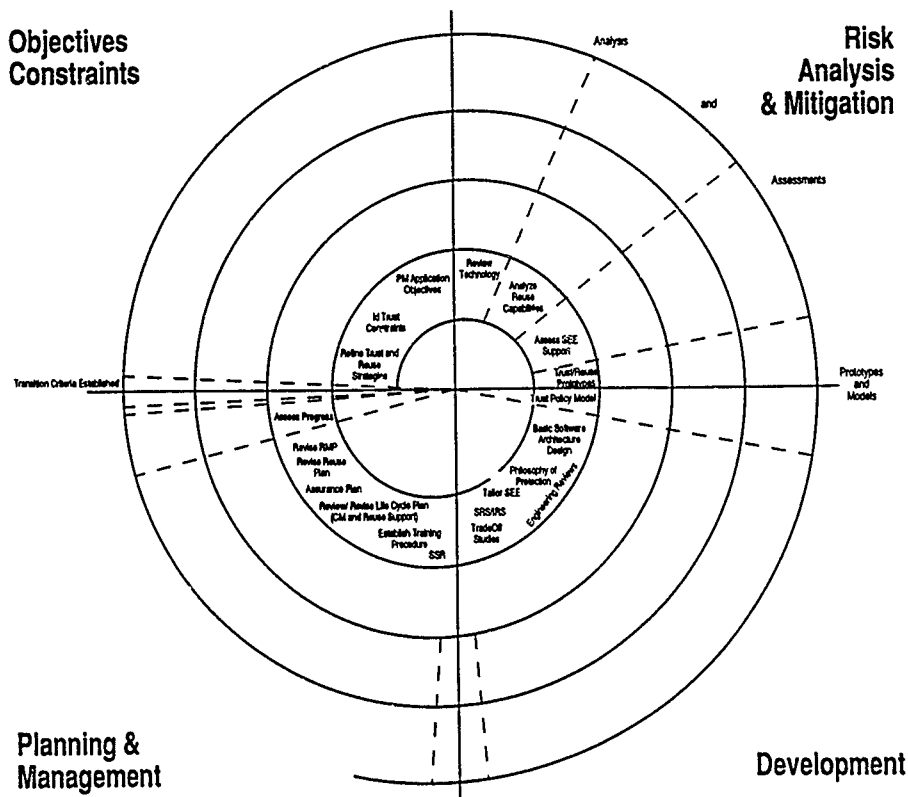 Objectives
Constraints
Risk
Analysis
& Mitigation
Analysis
and
Assessments
Review
Technology
PM Application
Objectives
Analyze
Reuse
Capabilities
Id Trust
Constraints
Assess SEE
Support
Refine Trust and
Reuse
Strategies
Trust/Reuse
Prototypes
Transition Criteria Established
Prototypes
and
Models
Trust Policy Model
Assess Progress
Basic Software
Architecture
Design
Revise RMP
Revise Reuse
Plan
Philosophy of
Protection
Engineering Reviews
Assurance Plan
Tailor SEE
Review/ Revise Life Cycle Plan
(CM and Reuse Support)
SRS/IRS
TradeOff
Studies
Establish Training
Procedure
SSR
Planning &
Management
Development